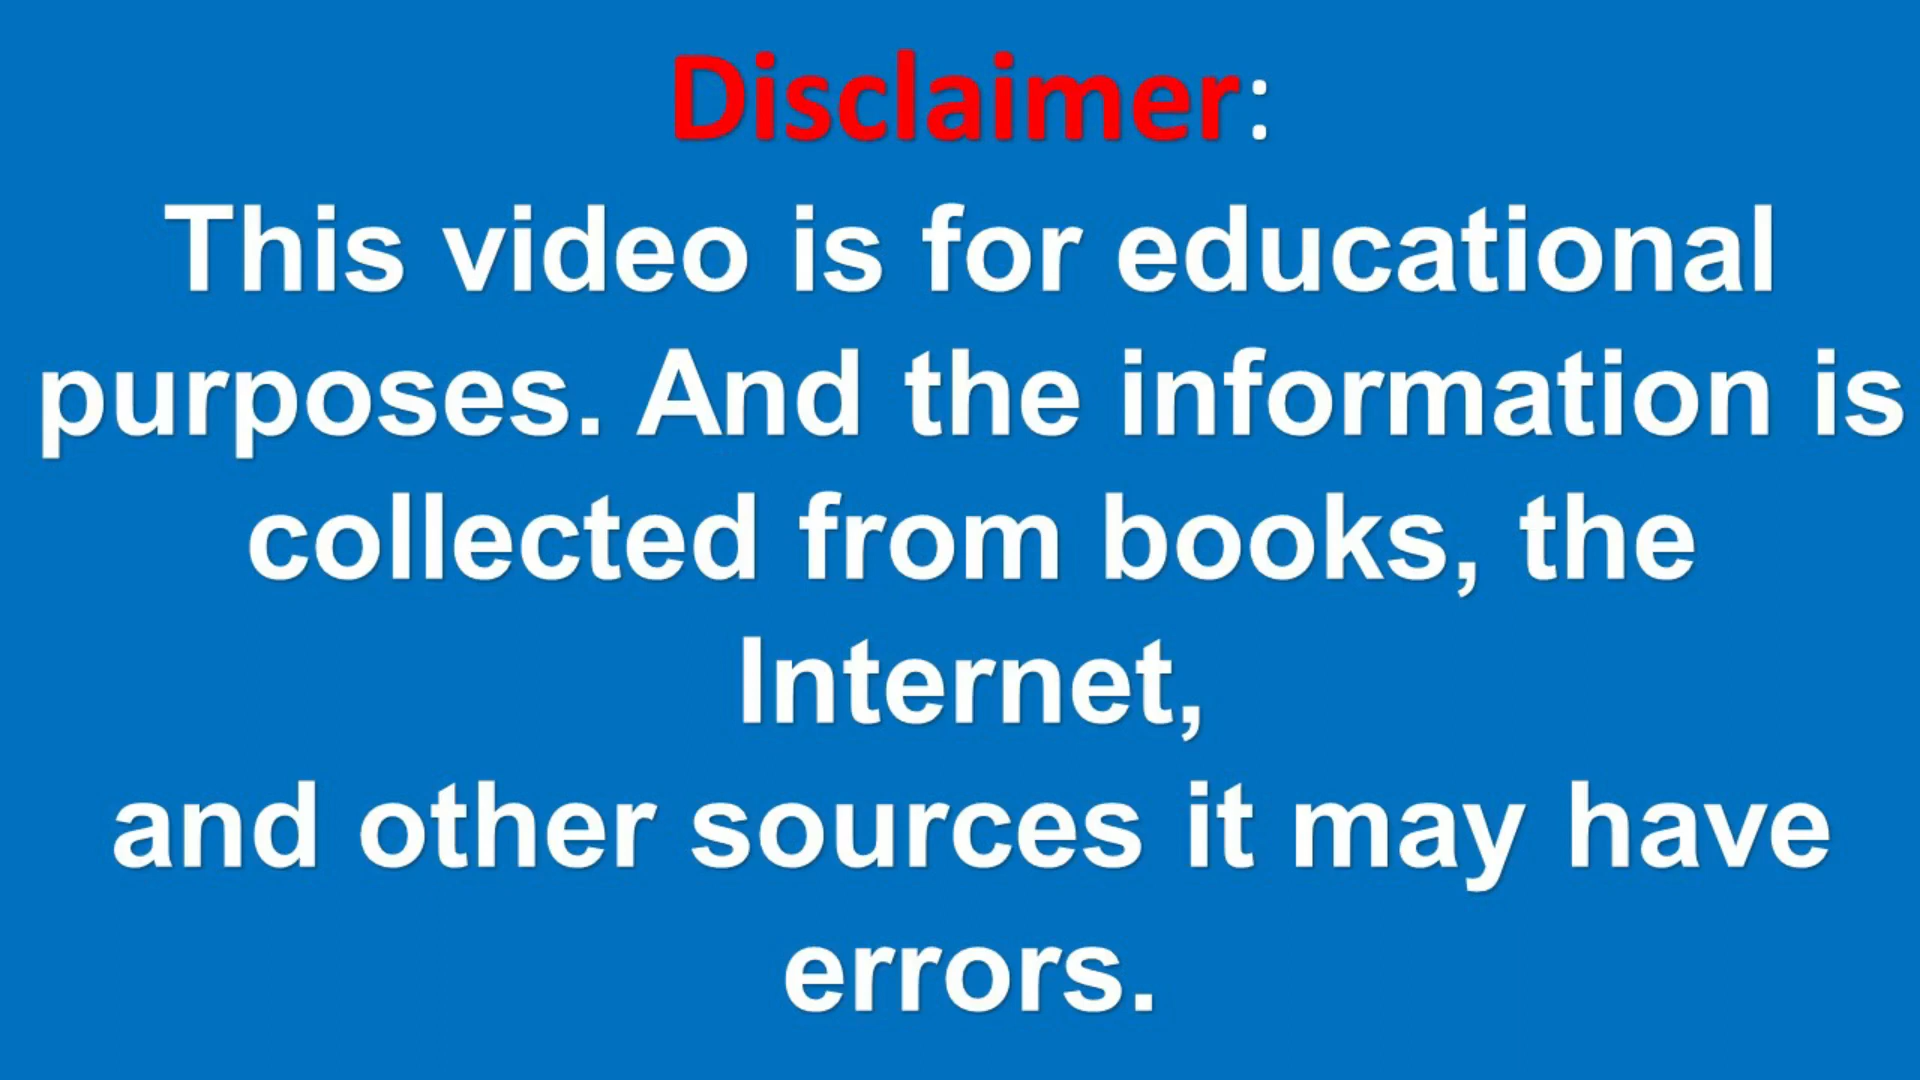 Disclaimer:
This video is for educational
purposes. And the information is
collected from books, the
Internet,
and other sources it may have
errors.